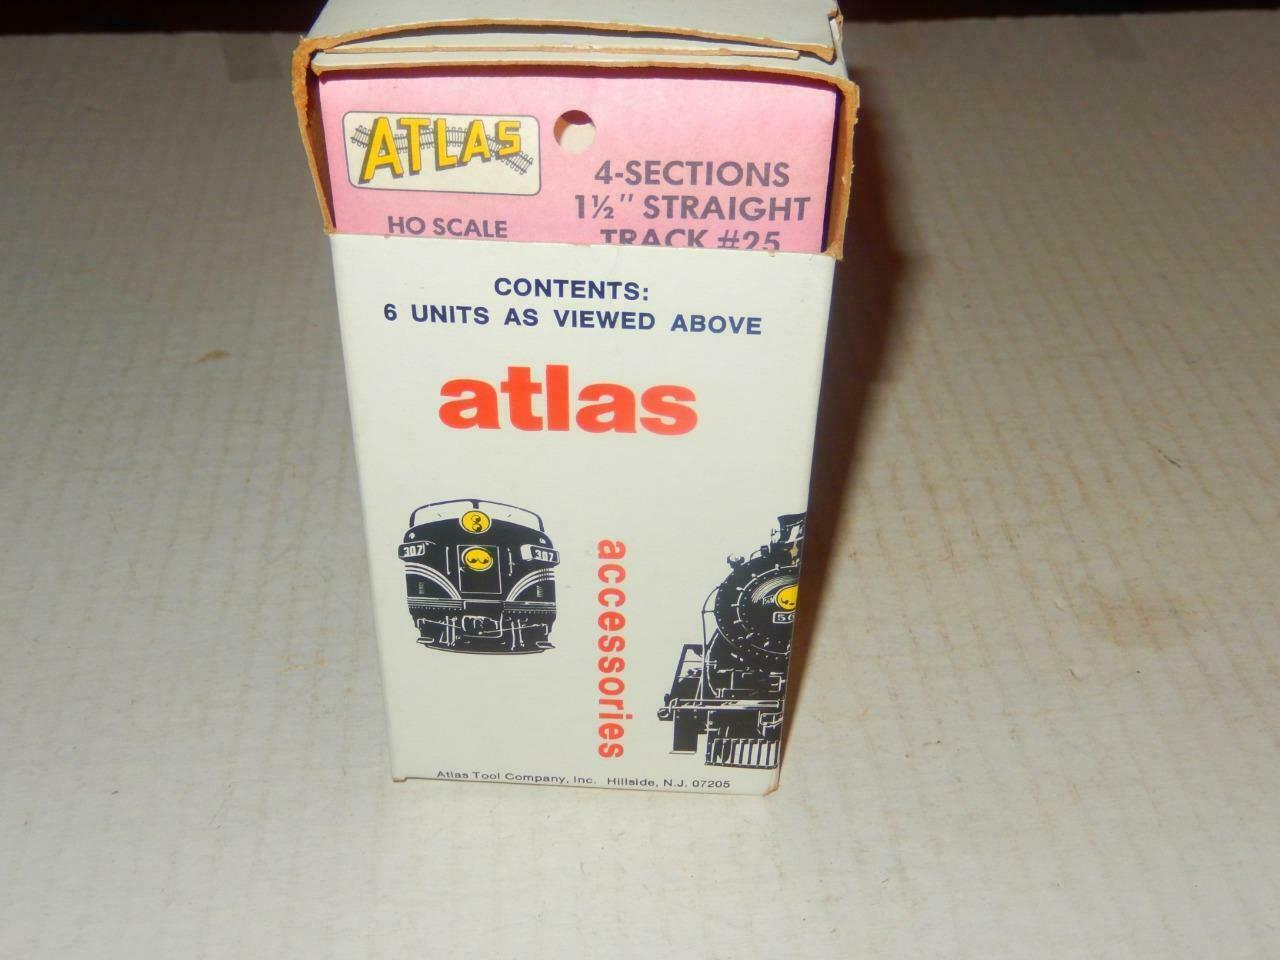 ATLAS
4-SECTIONS
1½" STRAIGHT
TRACK #25
HO SCALE
CONTENTS:
6 UNITS AS VIEWED ABOVE
atlas
307
307
accessories
Atlas Tool Company, Inc. Hillside, N.J. 07205